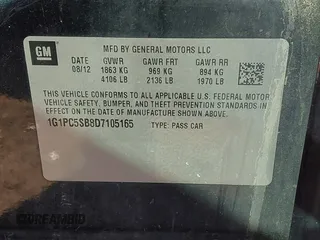 GM
MFD BY GENERAL MOTORS LLC
DATE GVWR GAWR FRT GAWR RR
08/12 1863 KG 969 KG 894 KG
4106 LB 2136 LB 1970 LB
THIS VEHICLE CONFORMS TO ALL APPLICABLE U.S. FEDERAL MOTOR
VEHICLE SAFETY, BUMPER, AND THEFT PREVENTION STANDARDS IN
EFFECT ON THE DATE OF MANUFACTURE SHOWN ABOVE.
1G1PC5SB8D7105165 TYPE: PASS CAR
DREAMBID